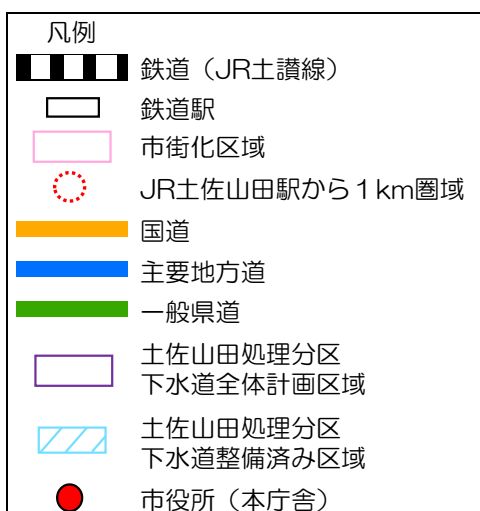 凡例
鉄道（JR土讃線）
鉄道駅
市街化区域
JR土佐山田駅から１km圏域
国道
主要地方道
一般県道
土佐山田処理分区
下水道全体計画区域
土佐山田処理分区
下水道整備済み区域
市役所（本庁舎）